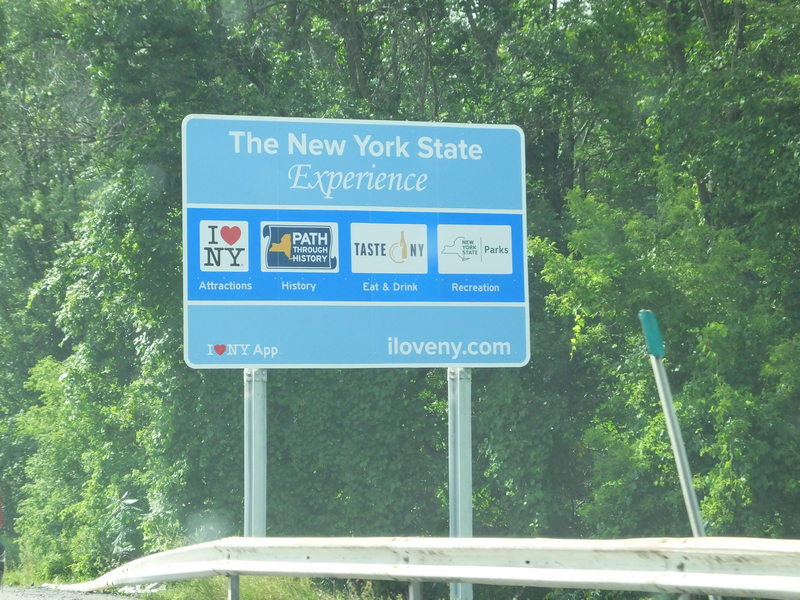 The New York State
Experience
I ❤ NY.
PATH
THROUGH
HISTORY
TASTE NY
NEW
YORK
STATE
Parks
Attractions
History
Eat & Drink
Recreation
I ❤ NY App
iloveny.com